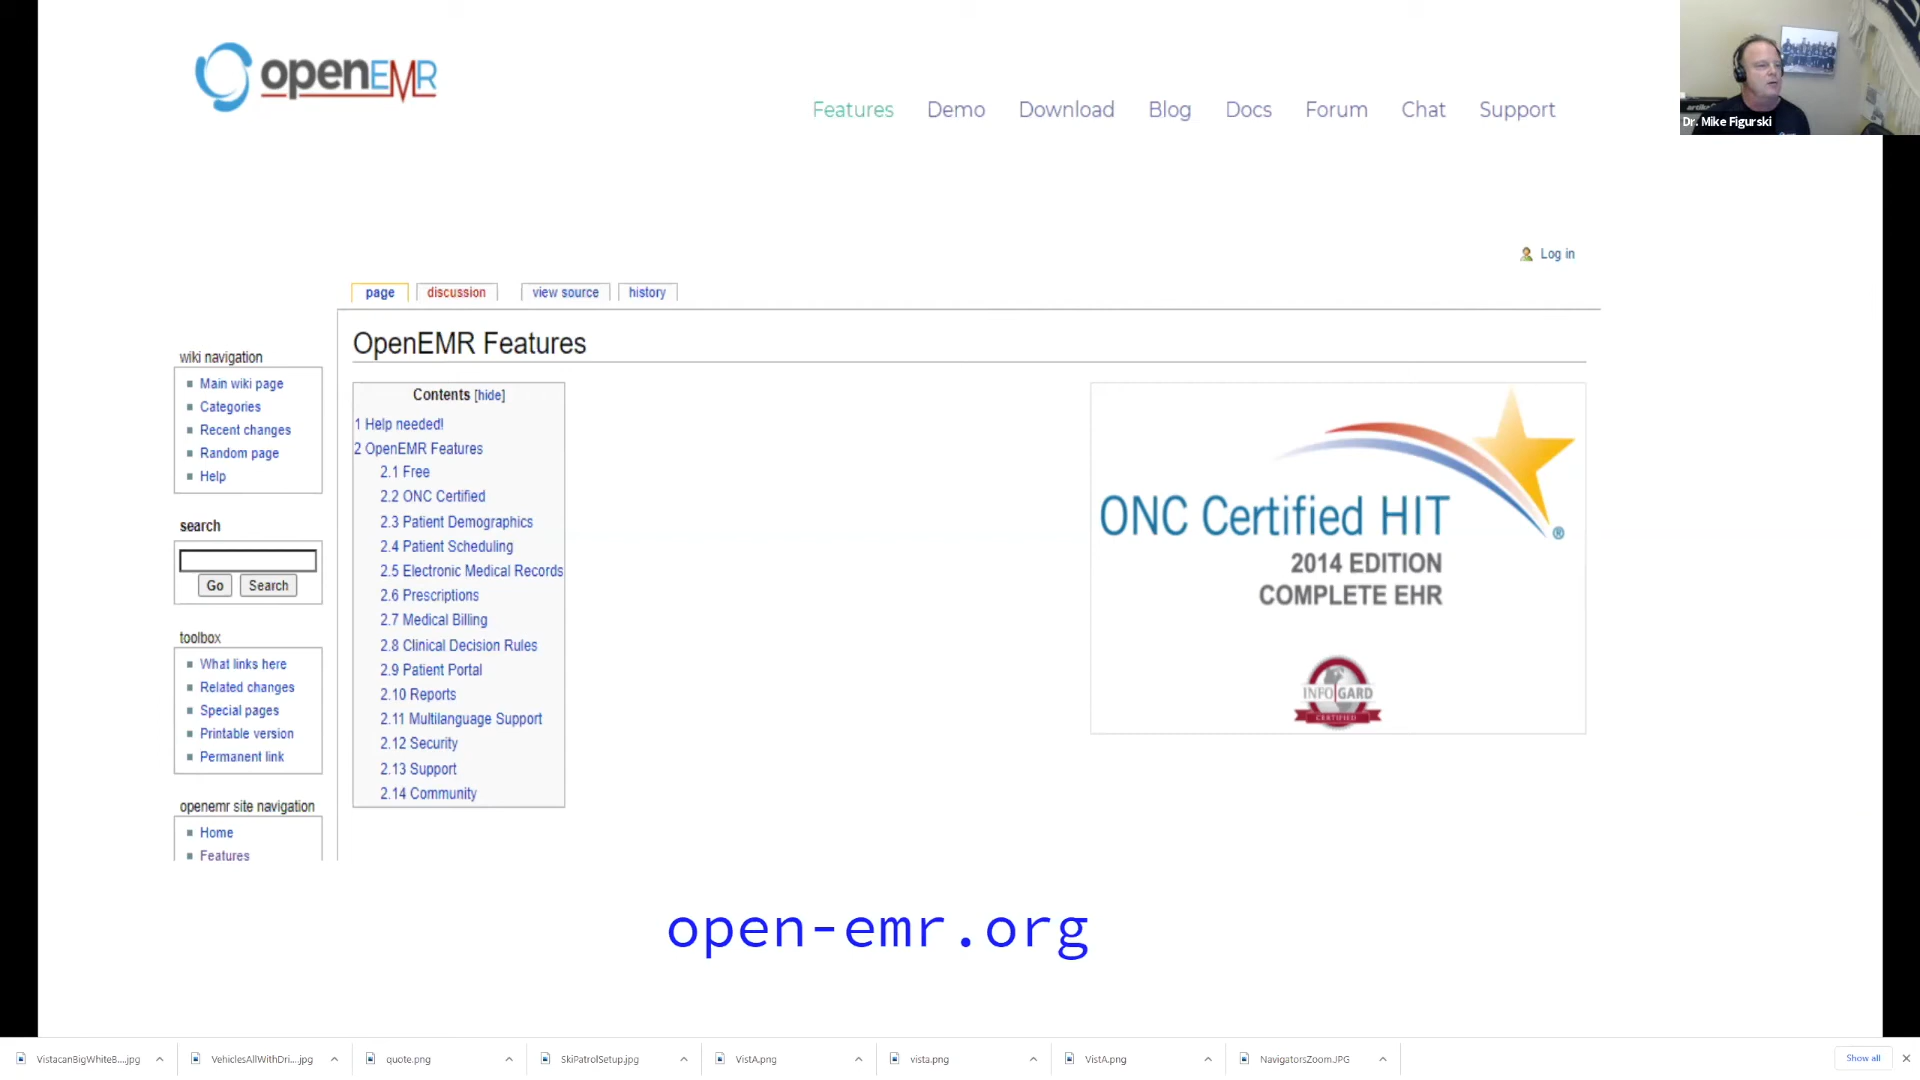 openEMR
Features Demo Download Blog Docs Forum Chat Support
Dr. Mike Figurski
Log in
page discussion view source history
OpenEMR Features
wiki navigation
Main wiki page
Categories
Recent changes
Random page
Help
search
Go Search
toolbox
What links here
Related changes
Special pages
Printable version
Permanent link
openemr site navigation
Home
Features
Contents [hide]
1 Help needed!
2 OpenEMR Features
2.1 Free
2.2 ONC Certified
2.3 Patient Demographics
2.4 Patient Scheduling
2.5 Electronic Medical Records
2.6 Prescriptions
2.7 Medical Billing
2.8 Clinical Decision Rules
2.9 Patient Portal
2.10 Reports
2.11 Multilanguage Support
2.12 Security
2.13 Support
2.14 Community
ONC Certified HIT®
2014 EDITION
COMPLETE EHR
INFOGARD
CERTIFIED
open-emr.org
VistacanBigWhiteB....jpg VehiclesAllWithDri....jpg quote.png SkiPatrolSetup.jpg VistA.png vista.png VistA.png NavigatorsZoom.JPG Show all